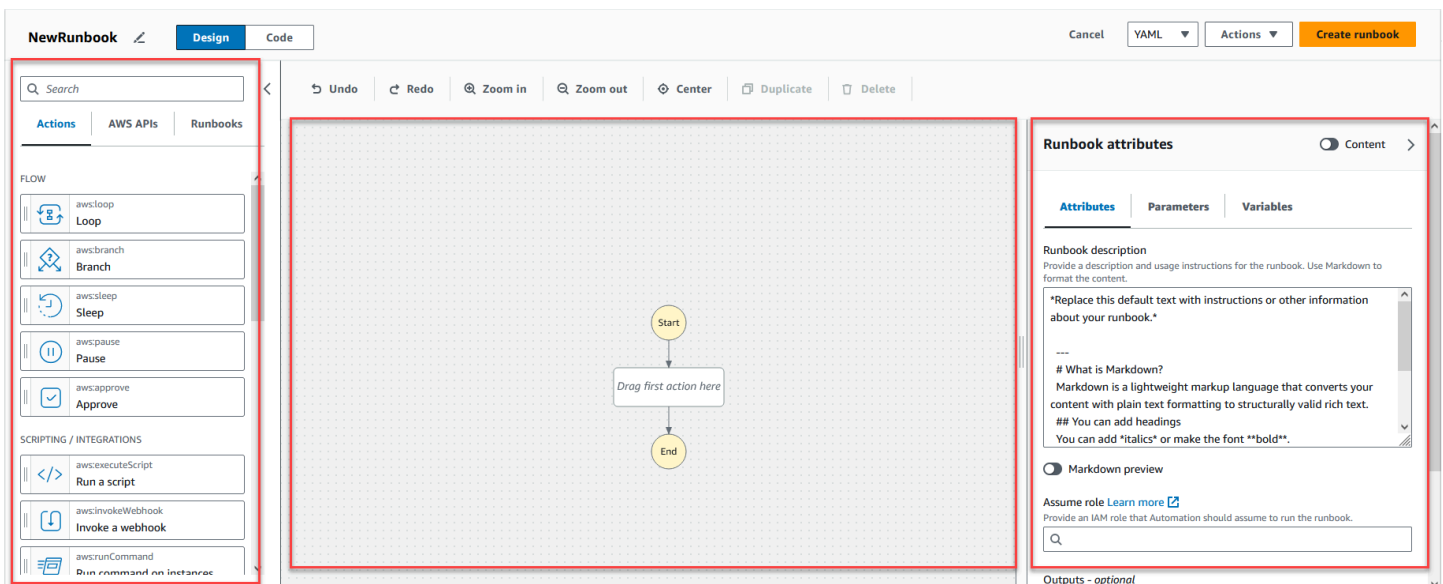 NewRunbook
Design
Code
Cancel
YAML
Actions
Create runbook
Search
Actions
AWS APIs
Runbooks
FLOW
aws:loop
Loop
aws:branch
Branch
aws:sleep
Sleep
aws:pause
Pause
aws:approve
Approve
SCRIPTING / INTEGRATIONS
aws:executeScript
Run a script
aws:invokeWebhook
Invoke a webhook
aws:runCommand
Run command on instances
Undo
Redo
Zoom in
Zoom out
Center
Duplicate
Delete
Start
Drag first action here
End
Runbook attributes
Content
Attributes
Parameters
Variables
Runbook description
Provide a description and usage instructions for the runbook. Use Markdown to
format the content.
*Replace this default text with instructions or other information
about your runbook.*
---
# What is Markdown?
Markdown is a lightweight markup language that converts your
content with plain text formatting to structurally valid rich text.
## You can add headings
You can add *italics* or make the font **bold**.
Markdown preview
Assume role Learn more
Provide an IAM role that Automation should assume to run the runbook.
Outputs - optional